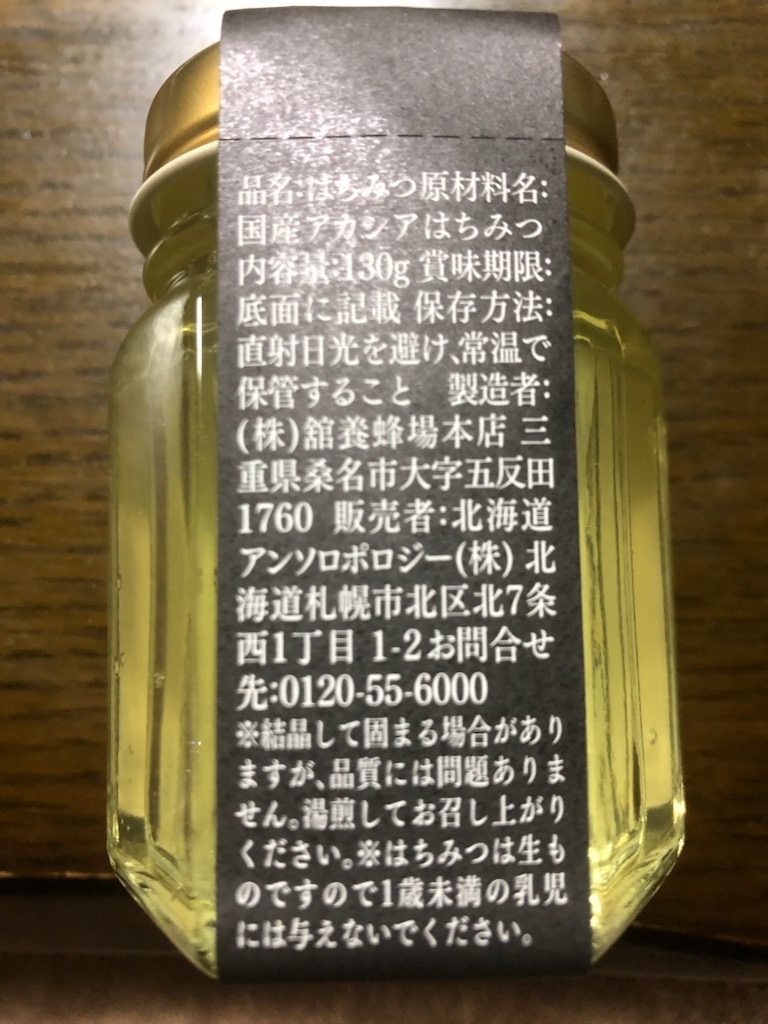 品名:はちみつ原材料名:
国産アカシアはちみつ
内容量:130g 賞味期限:
底面に記載 保存方法:
直射日光を避け、常温で
保管すること 製造者:
(株)舘養蜂場本店 三
重県桑名市大字五反田
1760 販売者:北海道
アンソロポロジー(株) 北
海道札幌市北区北7条
西1丁目 1-2お問合せ
先:0120-55-6000
※結晶して固まる場合があり
ますが、品質には問題ありま
せん。湯煎してお召し上がり
ください。※はちみつは生も
のですので1歳未満の乳児
には与えないでください。